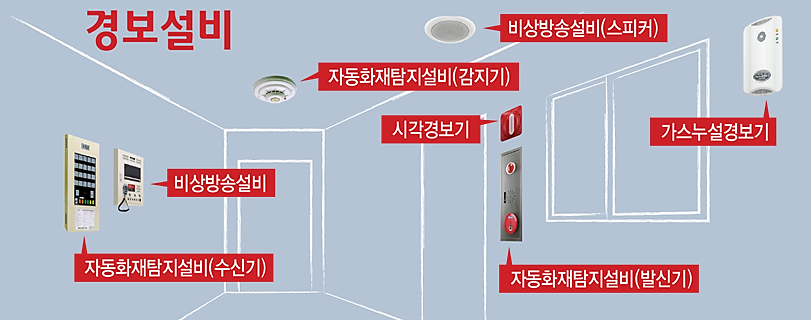 경보설비
비상방송설비(스피커)
자동화재탐지설비(감지기)
시각경보기
가스누설경보기
비상방송설비
자동화재탐지설비(수신기)
자동화재탐지설비(발신기)